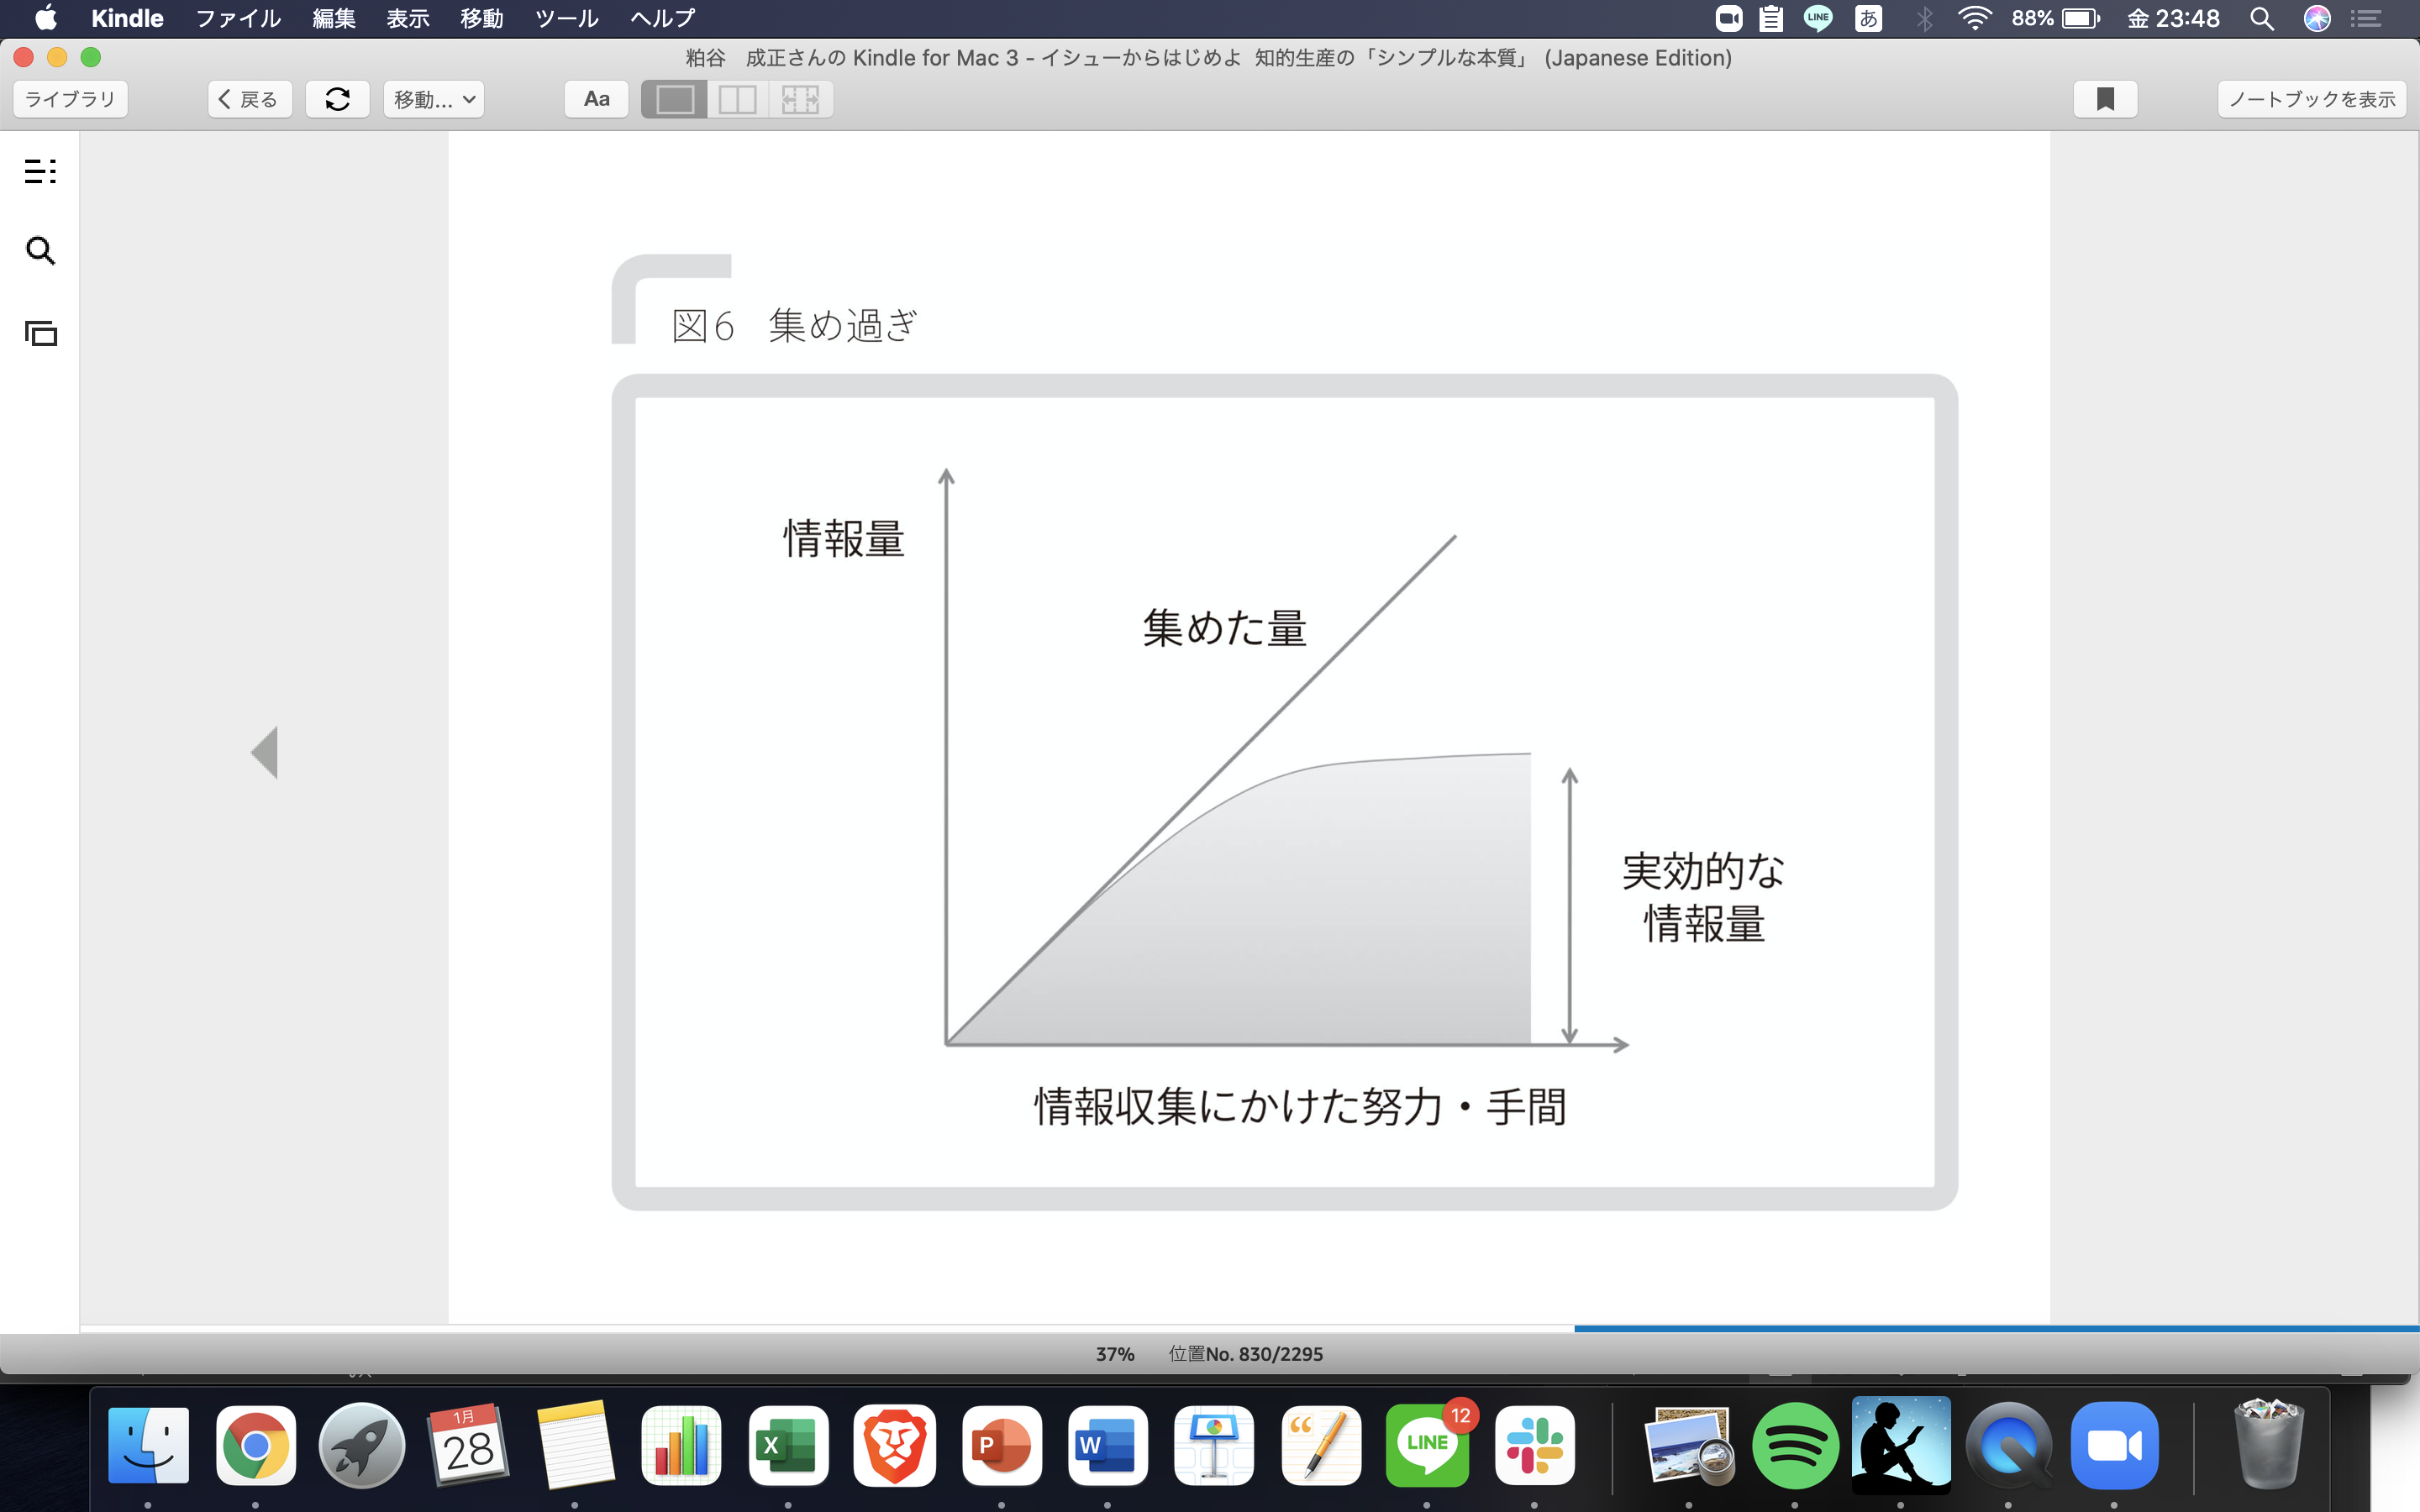 Kindle ファイル 編集 表示 移動 ツール ヘルプ
LINE あ 88% 金 23:48
粕谷　成正さんの Kindle for Mac 3 - イシューからはじめよ 知的生産の「シンプルな本質」 (Japanese Edition)
ライブラリ 戻る 移動... Aa ノートブックを表示
図6　集め過ぎ
情報量
集めた量
実効的な
情報量
情報収集にかけた努力・手間
37% 位置No. 830/2295
1月
28
X
P
W
LINE
12